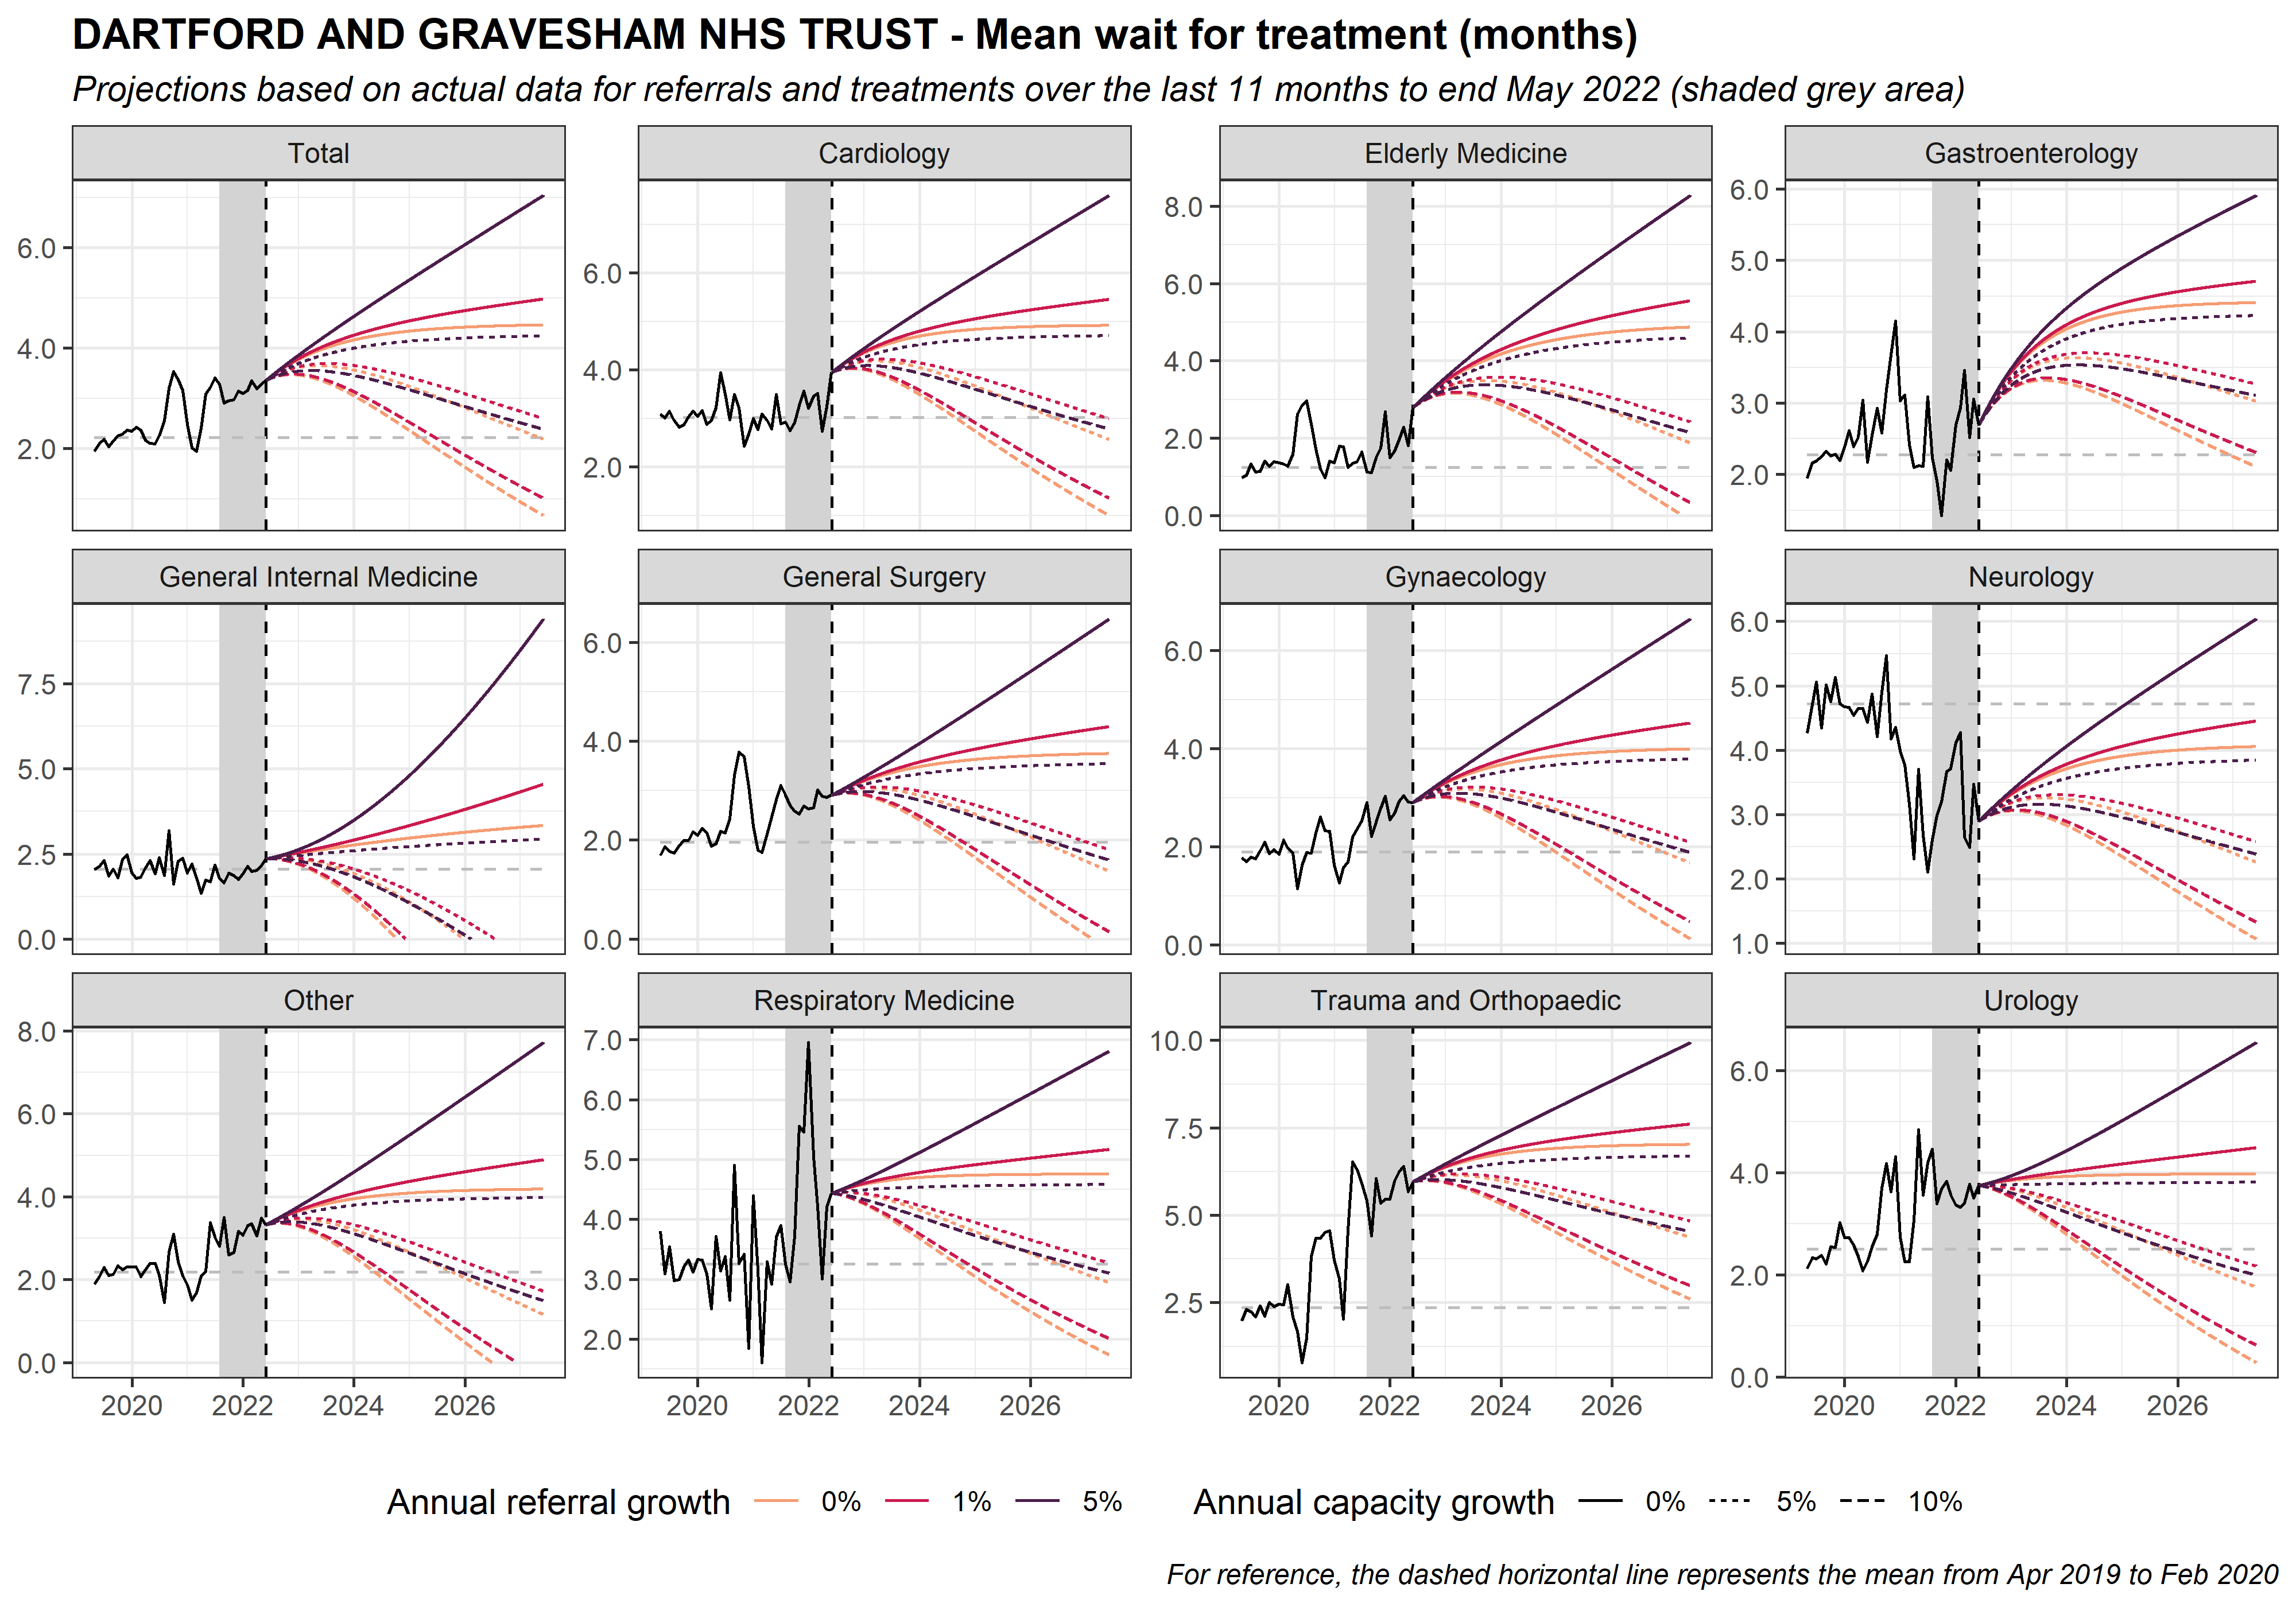 DARTFORD AND GRAVESHAM NHS TRUST - Mean wait for treatment (months)
Projections based on actual data for referrals and treatments over the last 11 months to end May 2022 (shaded grey area)
Total
Cardiology
Elderly Medicine
Gastroenterology
6.0
4.0
2.0
6.0
4.0
2.0
8.0
6.0
4.0
2.0
0.0
6.0
5.0
4.0
3.0
2.0
General Internal Medicine
General Surgery
Gynaecology
Neurology
7.5
5.0
2.5
0.0
6.0
4.0
2.0
0.0
6.0
4.0
2.0
0.0
6.0
5.0
4.0
3.0
2.0
1.0
Other
Respiratory Medicine
Trauma and Orthopaedic
Urology
8.0
6.0
4.0
2.0
0.0
7.0
6.0
5.0
4.0
3.0
2.0
10.0
7.5
5.0
2.5
6.0
4.0
2.0
0.0
2020 2022 2024 2026
2020 2022 2024 2026
2020 2022 2024 2026
2020 2022 2024 2026
Annual referral growth 0% 1% 5%
Annual capacity growth 0% 5% 10%
For reference, the dashed horizontal line represents the mean from Apr 2019 to Feb 2020